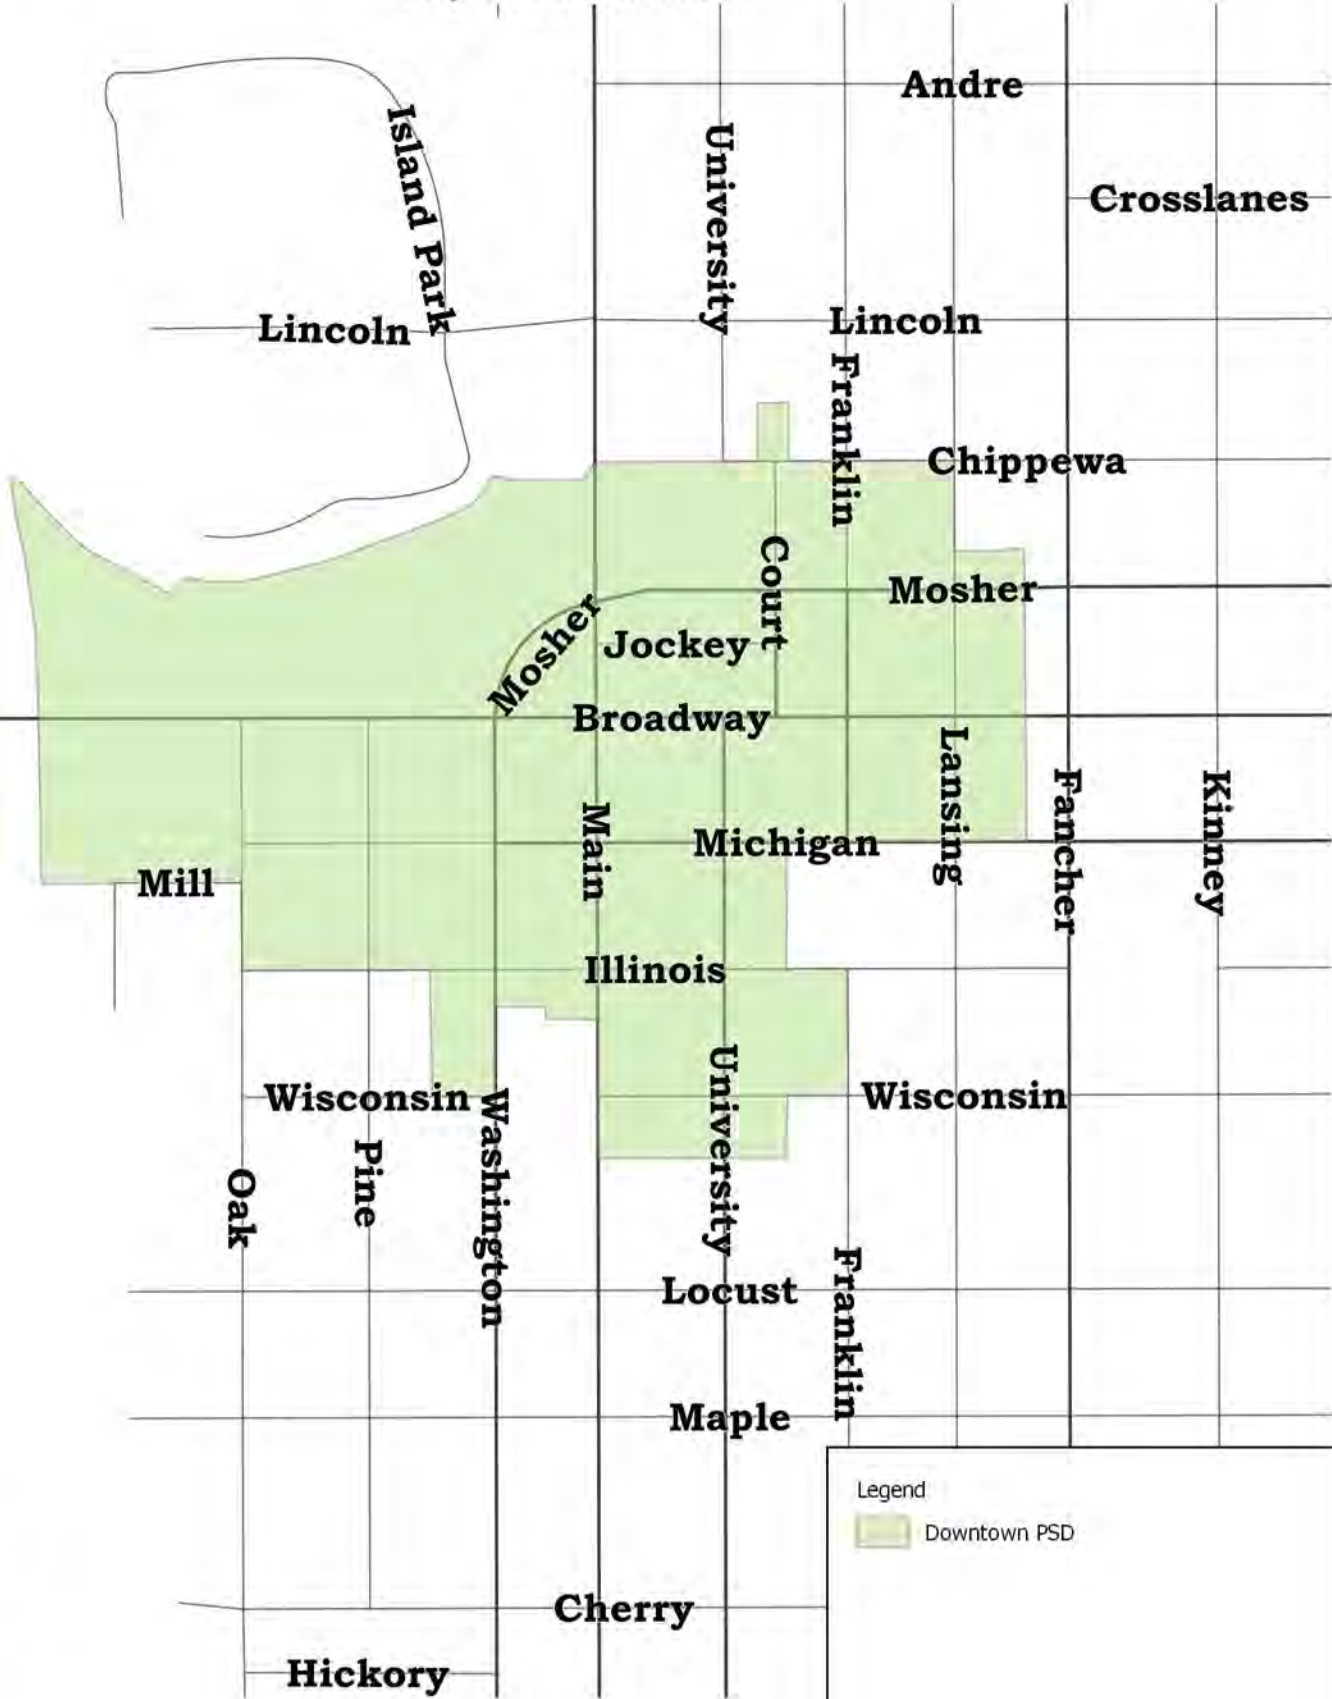 Andre
Island Park
University
Crosslanes
Lincoln
Lincoln
Franklin
Chippewa
Court
Mosher
Mosher
Jockey
Broadway
Lansing
Main
Fancher
Kinney
Michigan
Mill
Illinois
University
Wisconsin
Washington
Wisconsin
Pine
Oak
Franklin
Locust
Maple
Legend
Downtown PSD
Cherry
Hickory